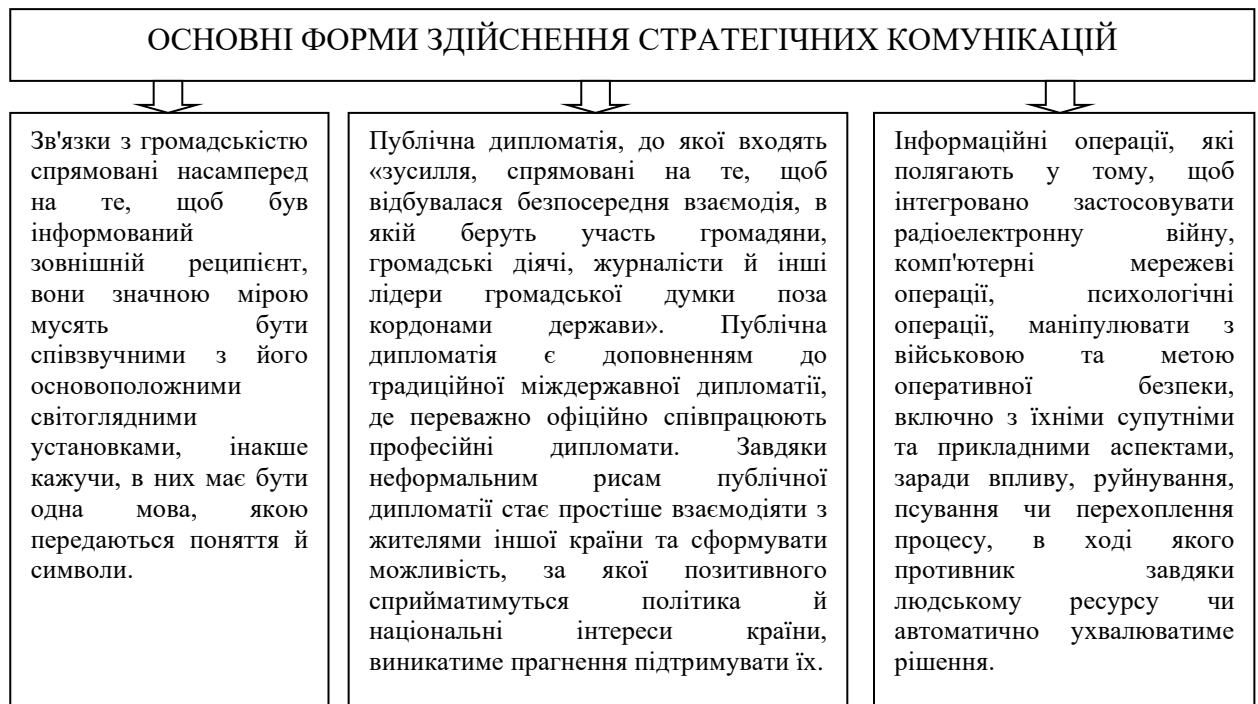 ОСНОВНІ ФОРМИ ЗДІЙСНЕННЯ СТРАТЕГІЧНИХ КОМУНІКАЦІЙ
Зв'язки з громадськістю
спрямовані насамперед
на те, щоб був
інформований
зовнішній реципієнт,
вони значною мірою
мусять бути
співзвучними з його
основоположними
світоглядними
установками, інакше
кажучи, в них має бути
одна мова, якою
передаються поняття й
символи.
Публічна дипломатія, до якої входять
«зусилля, спрямовані на те, щоб
відбувалася безпосередня взаємодія, в
якій беруть участь громадяни,
громадські діячі, журналісти й інші
лідери громадської думки поза
кордонами держави». Публічна
дипломатія є доповненням до
традиційної міждержавної дипломатії,
де переважно офіційно співпрацюють
професійні дипломати. Завдяки
неформальним рисам публічної
дипломатії стає простіше взаємодіяти з
жителями іншої країни та сформувати
можливість, за якої позитивного
сприйматимуться політика й
національні інтереси країни,
виникатиме прагнення підтримувати їх.
Інформаційні операції, які
полягають у тому, щоб
інтегровано застосовувати
радіоелектронну війну,
комп'ютерні мережеві
операції, психологічні
операції, маніпулювати з
військовою та метою
оперативної безпеки,
включно з їхніми супутніми
та прикладними аспектами,
заради впливу, руйнування,
псування чи перехоплення
процесу, в ході якого
противник завдяки
людському ресурсу чи
автоматично ухвалюватиме
рішення.